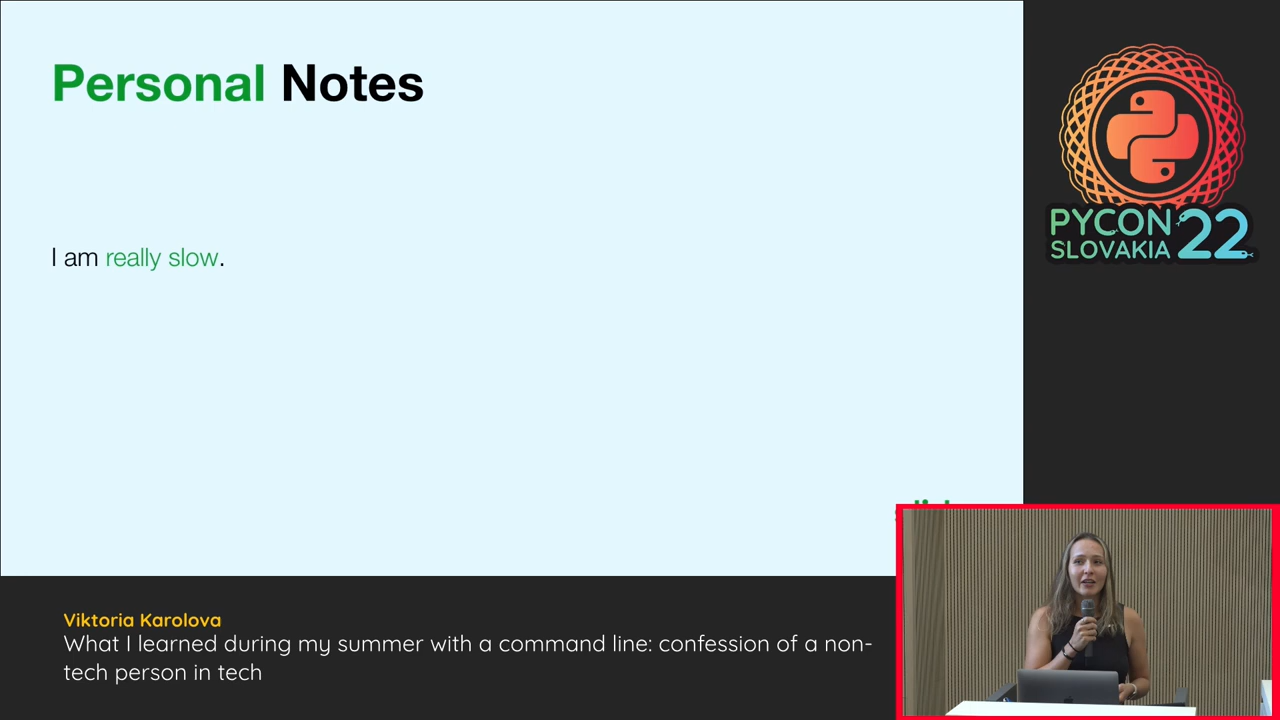 Personal Notes
I am really slow.
PYCON
SLOVAKIA 22
Viktoria Karolova
What I learned during my summer with a command line: confession of a non-
tech person in tech